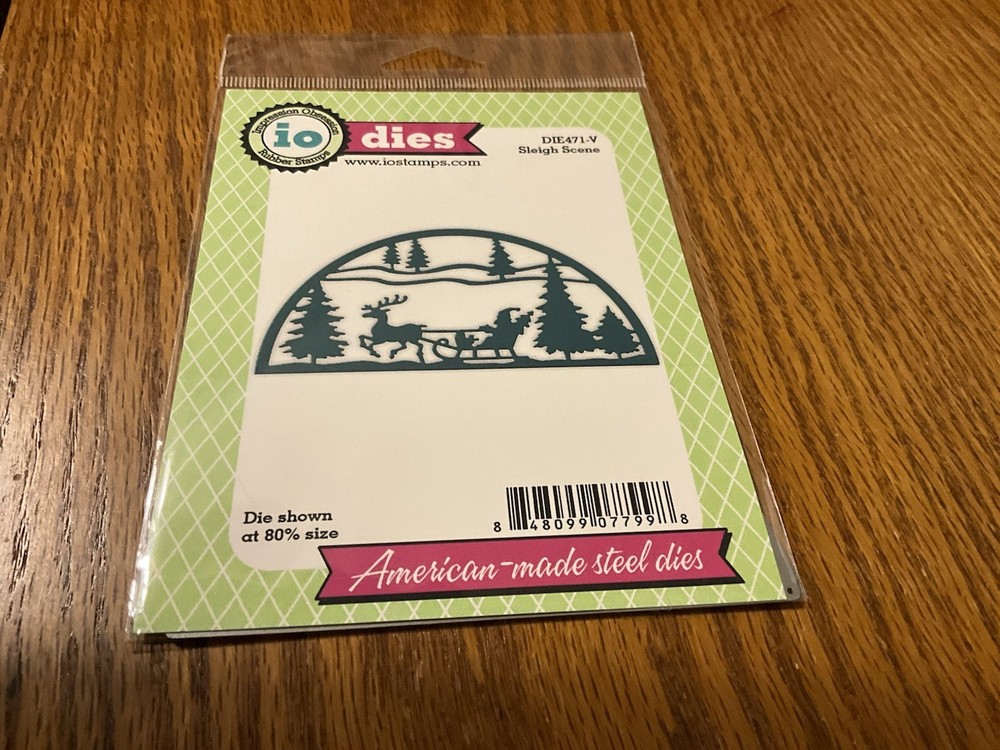 Impression Obsession
io
Rubber Stamps
dies
www.iostamps.com
DIE471-V
Sleigh Scene
Die shown
at 80% size
8 48099 07799 8
American-made steel dies